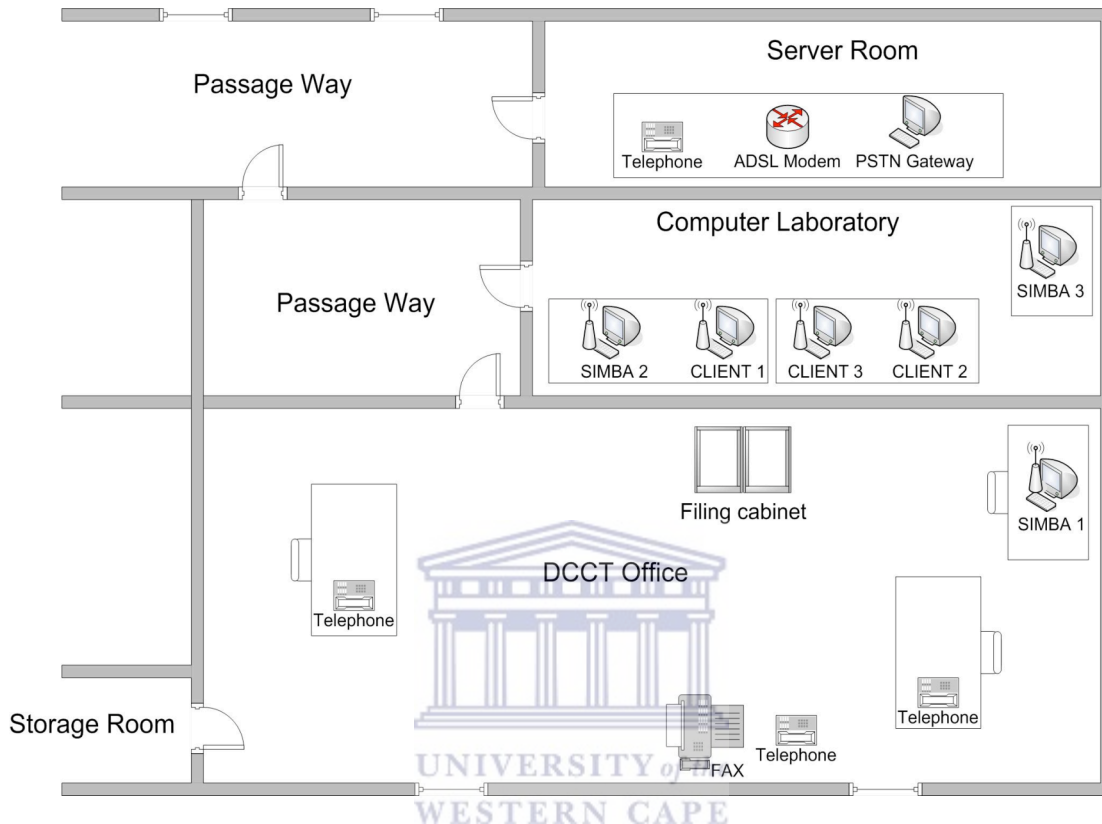 Server Room
Passage Way
Telephone
ADSL Modem
PSTN Gateway
Computer Laboratory
SIMBA 3
Passage Way
SIMBA 2
CLIENT 1
CLIENT 3
CLIENT 2
Filing cabinet
SIMBA 1
DCCT Office
Telephone
Telephone
Storage Room
Telephone
FAX
UNIVERSITY of the
WESTERN CAPE